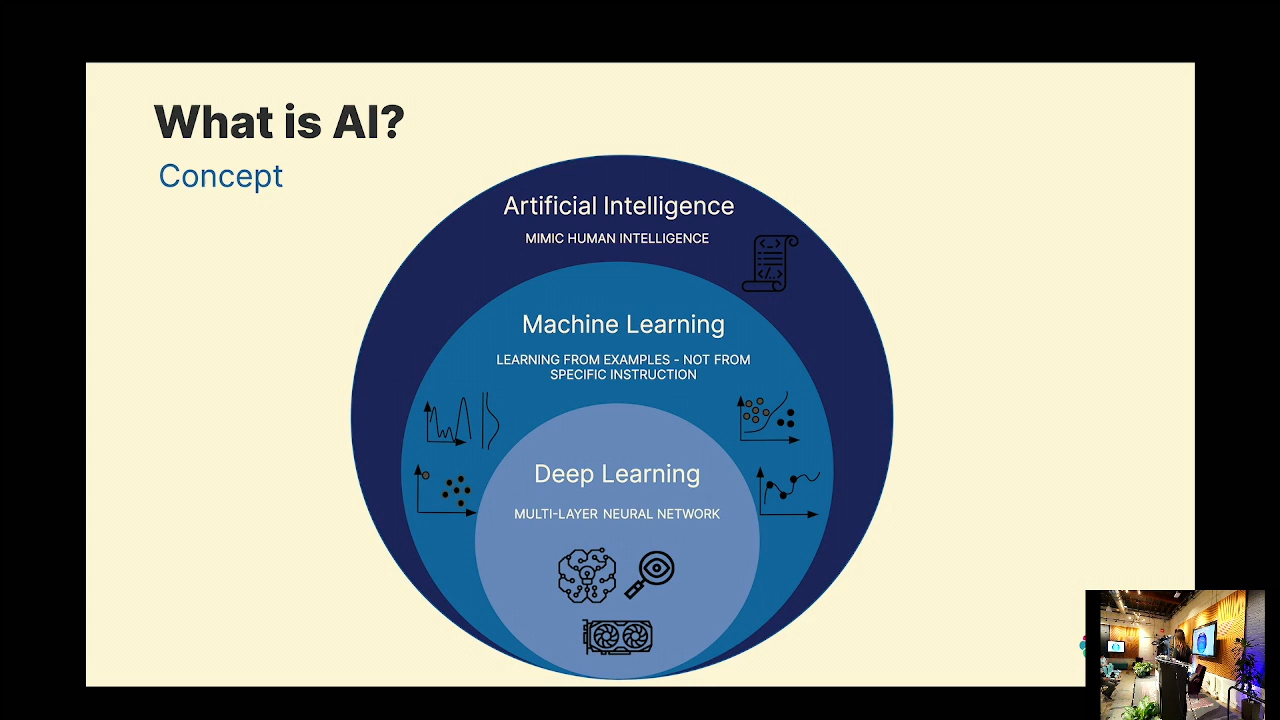 What is AI?
Concept
Artificial Intelligence
MIMIC HUMAN INTELLIGENCE
Machine Learning
LEARNING FROM EXAMPLES - NOT FROM
SPECIFIC INSTRUCTION
Deep Learning
MULTI-LAYER NEURAL NETWORK